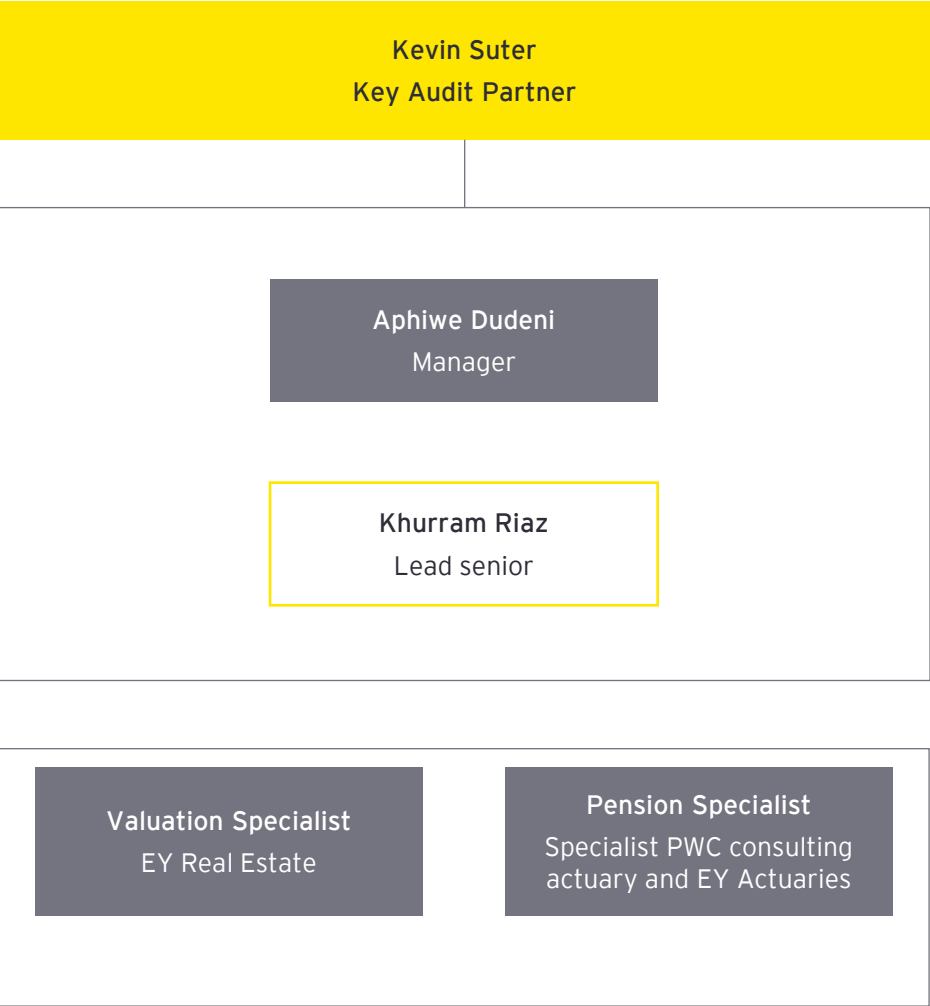 Kevin Suter
Key Audit Partner
Aphiwe Dudeni
Manager
Khurram Riaz
Lead senior
Valuation Specialist
EY Real Estate
Pension Specialist
Specialist PWC consulting
actuary and EY Actuaries